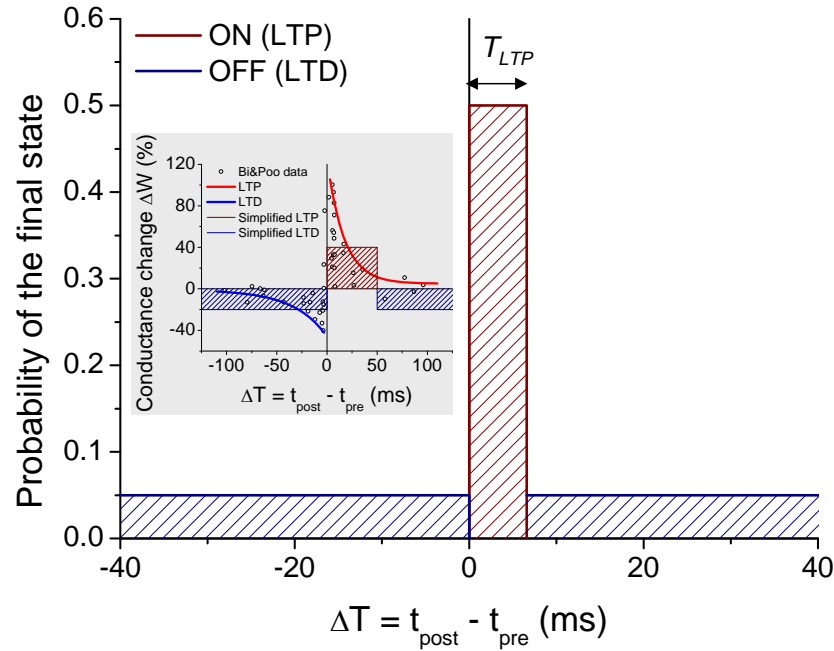 ON (LTP)
OFF (LTD)
T_LTP
Probability of the final state
0.6
0.5
0.4
0.3
0.2
0.1
0.0
-40
-20
0
20
40
ΔT = t_post - t_pre (ms)
Conductance change ΔW (%)
120
80
40
0
-40
Bi&Poo data
LTP
LTD
Simplified LTP
Simplified LTD
-100
-50
0
50
100
ΔT = t_post - t_pre (ms)